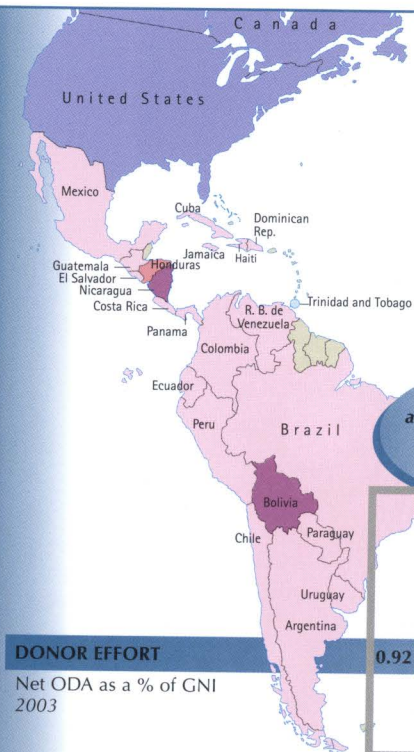 Canada
United States
Mexico
Cuba
Dominican
Rep.
Jamaica
Haiti
Guatemala
Honduras
El Salvador
Nicaragua
Costa Rica
Trinidad and Tobago
Panama
R. B. de
Venezuela
Colombia
Ecuador
Peru
Brazil
a
Bolivia
Chile
Paraguay
Uruguay
Argentina
DONOR EFFORT
0.92
Net ODA as a % of GNI
2003